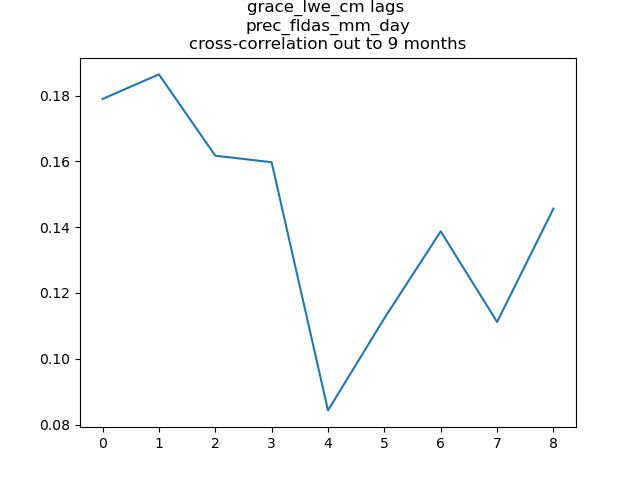 grace_lwe_cm lags
prec_fldas_mm_day
cross-correlation out to 9 months
0.18
0.16
0.14
0.12
0.10
0.08
0 1 2 3 4 5 6 7 8